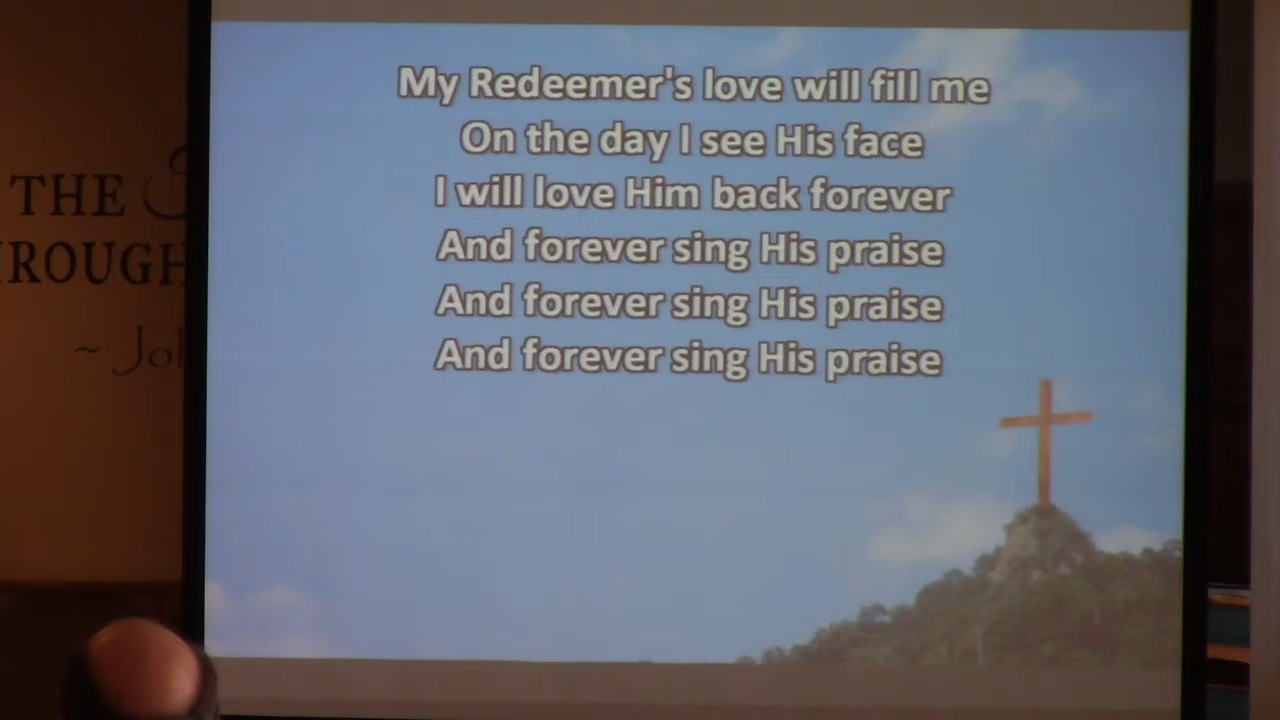 My Redeemer's love will fill me
On the day I see His face
I will love Him back forever
And forever sing His praise
And forever sing His praise
And forever sing His praise
THE
~